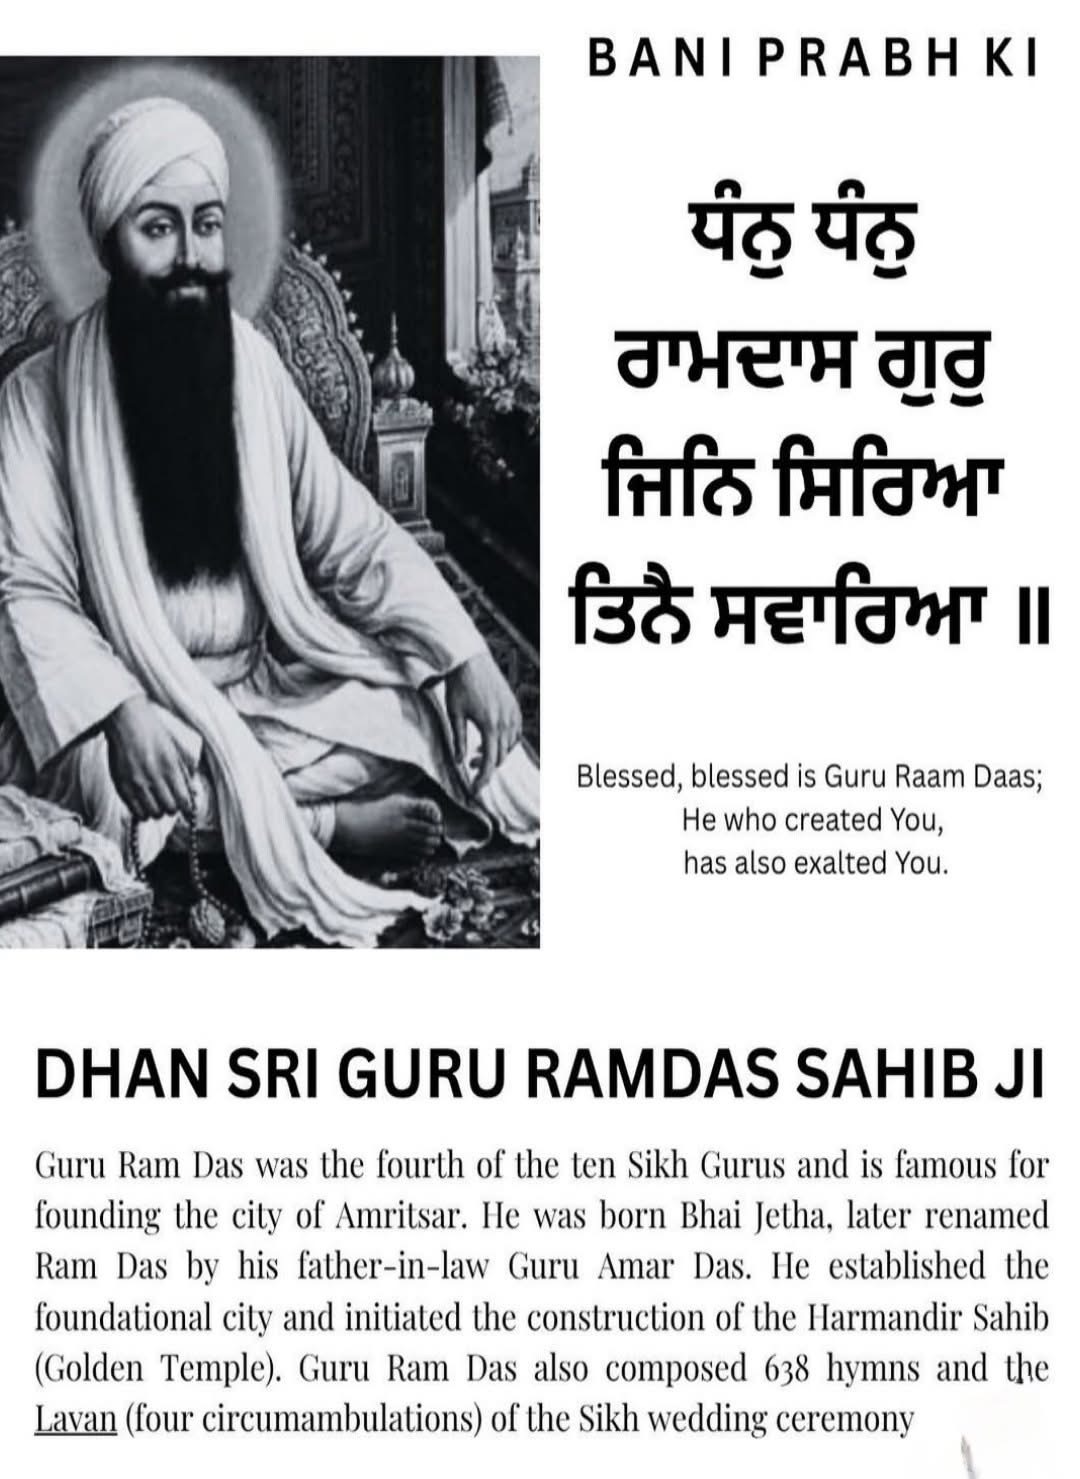 BANI PRABH KI
ਧੰਨੁ ਧੰਨੁ
ਰਾਮਦਾਸ ਗੁਰੁ
ਜਿਨਿ ਸਿਰਿਆ
ਤਿਨੈ ਸਵਾਰਿਆ ॥
Blessed, blessed is Guru Raam Daas;
He who created You,
has also exalted You.
DHAN SRI GURU RAMDAS SAHIB JI
Guru Ram Das was the fourth of the ten Sikh Gurus and is famous for
founding the city of Amritsar. He was born Bhai Jetha, later renamed
Ram Das by his father-in-law Guru Amar Das. He established the
foundational city and initiated the construction of the Harmandir Sahib
(Golden Temple). Guru Ram Das also composed 638 hymns and the
Lavan (four circumambulations) of the Sikh wedding ceremony